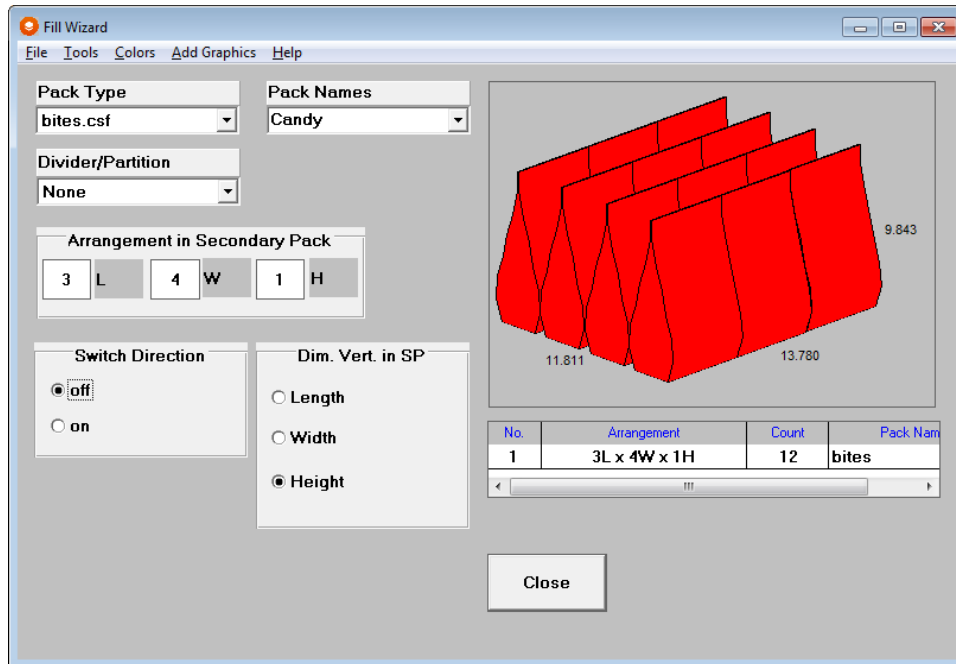 Fill Wizard
File Tools Colors Add Graphics Help
Pack Type
bites.csf
Pack Names
Candy
Divider/Partition
None
Arrangement in Secondary Pack
3 L 4 W 1 H
Switch Direction
off
on
Dim. Vert. in SP
Length
Width
Height
9.843
11.811
13.780
No. Arrangement Count Pack Nam
1 3L x 4W x 1H 12 bites
Close